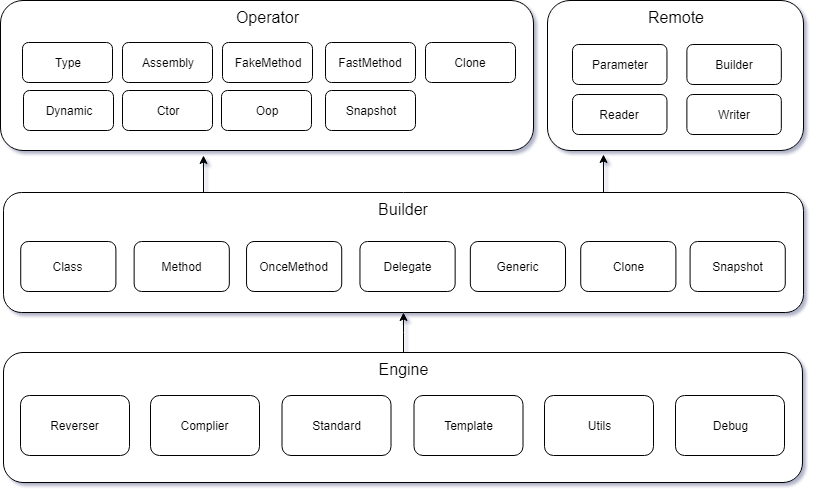 Operator
Type
Assembly
FakeMethod
FastMethod
Clone
Dynamic
Ctor
Oop
Snapshot
Remote
Parameter
Builder
Reader
Writer
Builder
Class
Method
OnceMethod
Delegate
Generic
Clone
Snapshot
Engine
Reverser
Complier
Standard
Template
Utils
Debug